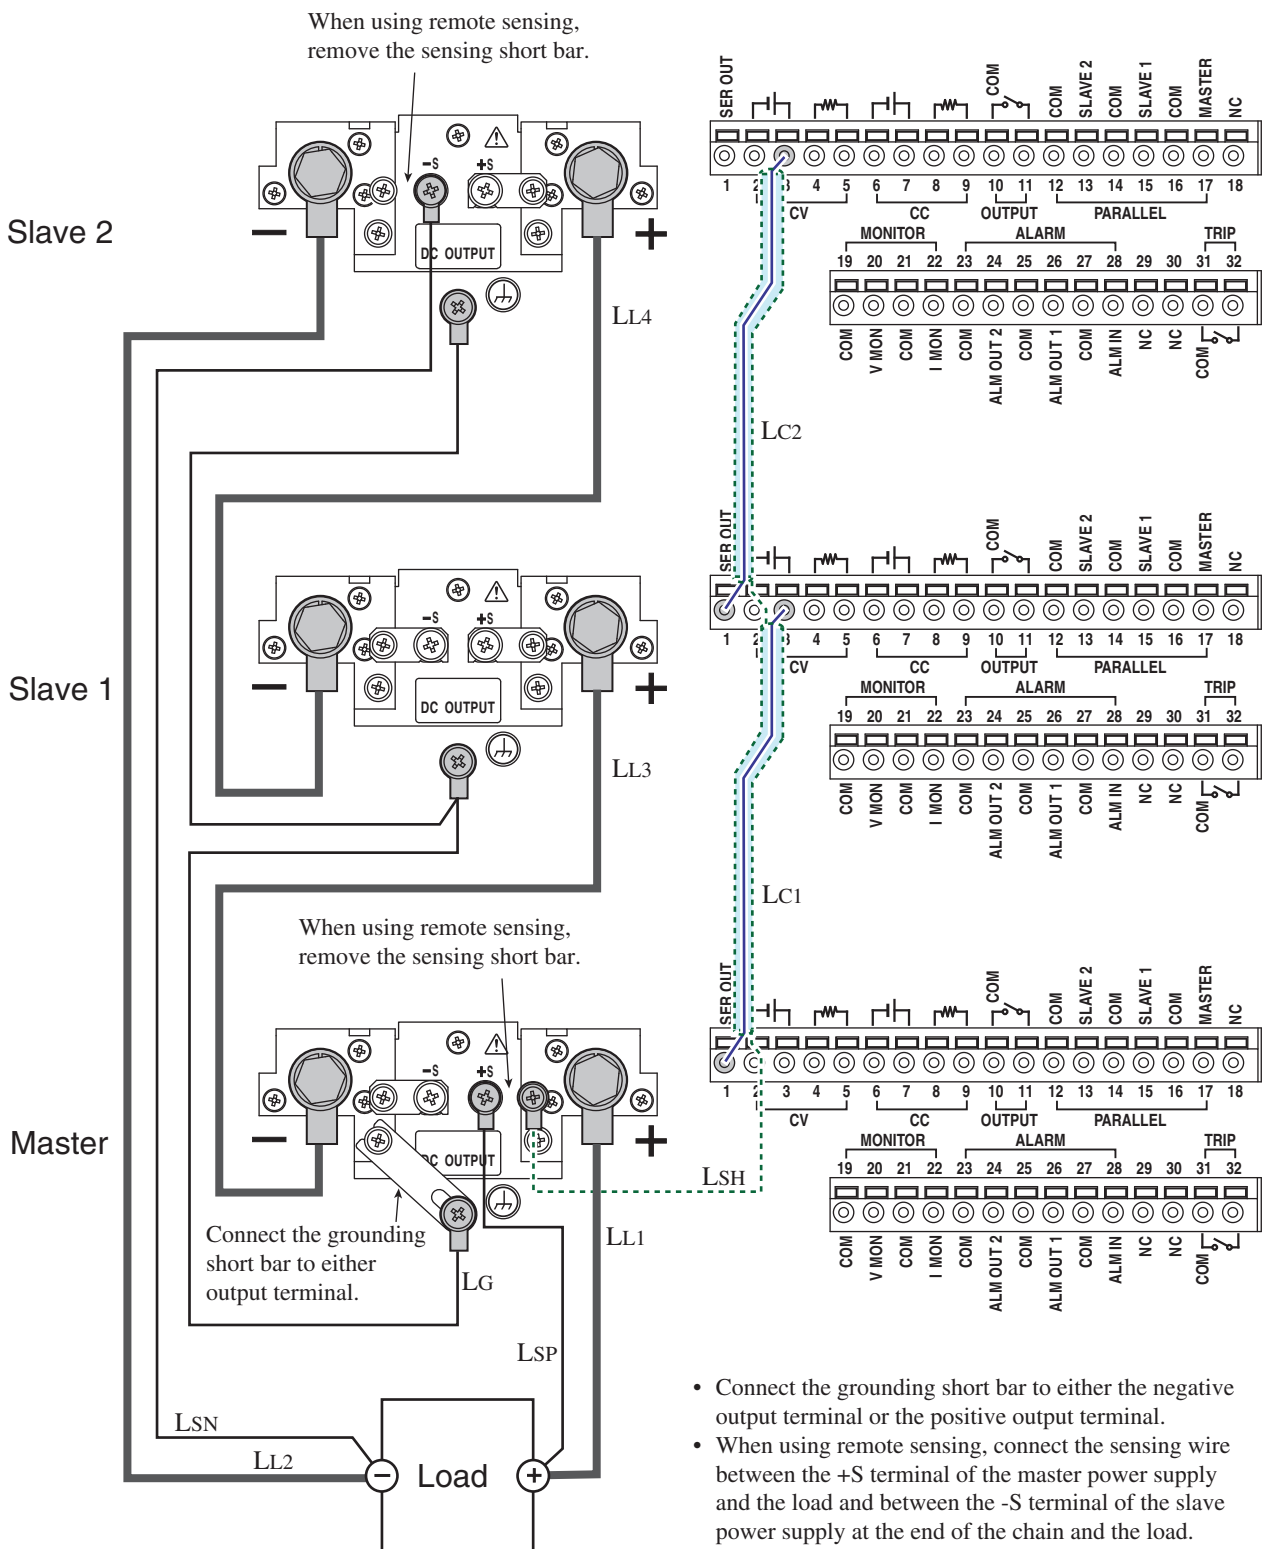 When using remote sensing,
remove the sensing short bar.
Slave 2
−S +S
DC OUTPUT
− +
LL4
SER OUT COM COM SLAVE 2 COM SLAVE 1 COM MASTER NC
1 2 3 4 5 6 7 8 9 10 11 12 13 14 15 16 17 18
CV CC OUTPUT PARALLEL
MONITOR ALARM TRIP
19 20 21 22 23 24 25 26 27 28 29 30 31 32
COM V MON COM I MON COM ALM OUT 2 COM ALM OUT 1 COM ALM IN NC NC COM
LC2
Slave 1
−S +S
DC OUTPUT
− +
LL3
SER OUT COM COM SLAVE 2 COM SLAVE 1 COM MASTER NC
1 2 3 4 5 6 7 8 9 10 11 12 13 14 15 16 17 18
CV CC OUTPUT PARALLEL
MONITOR ALARM TRIP
19 20 21 22 23 24 25 26 27 28 29 30 31 32
COM V MON COM I MON COM ALM OUT 2 COM ALM OUT 1 COM ALM IN NC NC COM
LC1
When using remote sensing,
remove the sensing short bar.
Master
−S +S
DC OUTPUT
− +
SER OUT COM COM SLAVE 2 COM SLAVE 1 COM MASTER NC
1 2 3 4 5 6 7 8 9 10 11 12 13 14 15 16 17 18
CV CC OUTPUT PARALLEL
MONITOR ALARM TRIP
19 20 21 22 23 24 25 26 27 28 29 30 31 32
COM V MON COM I MON COM ALM OUT 2 COM ALM OUT 1 COM ALM IN NC NC COM
LSH
Connect the grounding
short bar to either
output terminal.
LL1
LG
LSP
LSN
LL2
− Load +
• Connect the grounding short bar to either the negative
output terminal or the positive output terminal.
• When using remote sensing, connect the sensing wire
between the +S terminal of the master power supply
and the load and between the -S terminal of the slave
power supply at the end of the chain and the load.